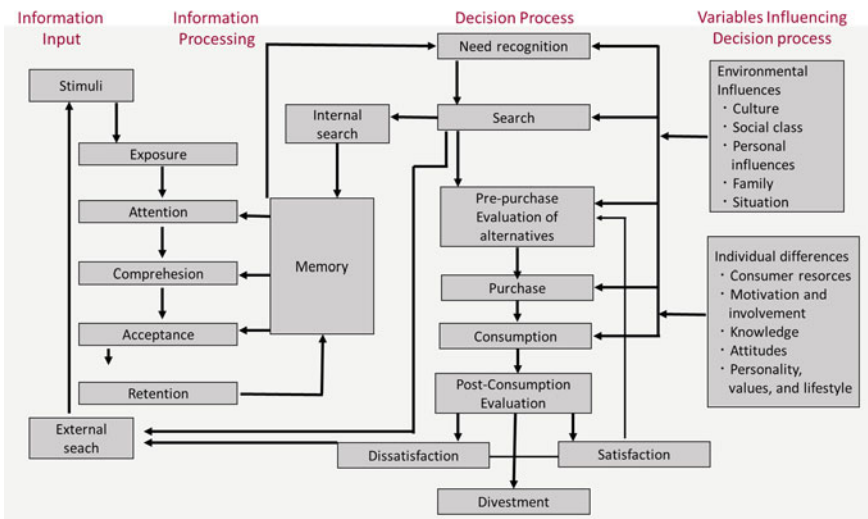 Information
Input
Information
Processing
Decision Process
Variables Influencing
Decision process
Stimuli
Exposure
Attention
Comprehesion
Acceptance
Retention
External
seach
Internal
search
Memory
Need recognition
Search
Pre-purchase
Evaluation of
alternatives
Purchase
Consumption
Post-Consumption
Evaluation
Dissatisfaction
Satisfaction
Divestment
Environmental
Influences
・Culture
・Social class
・Personal
influences
・Family
・Situation
Individual differences
・Consumer resorces
・Motivation and
involvement
・Knowledge
・Attitudes
・Personality,
values, and lifestyle